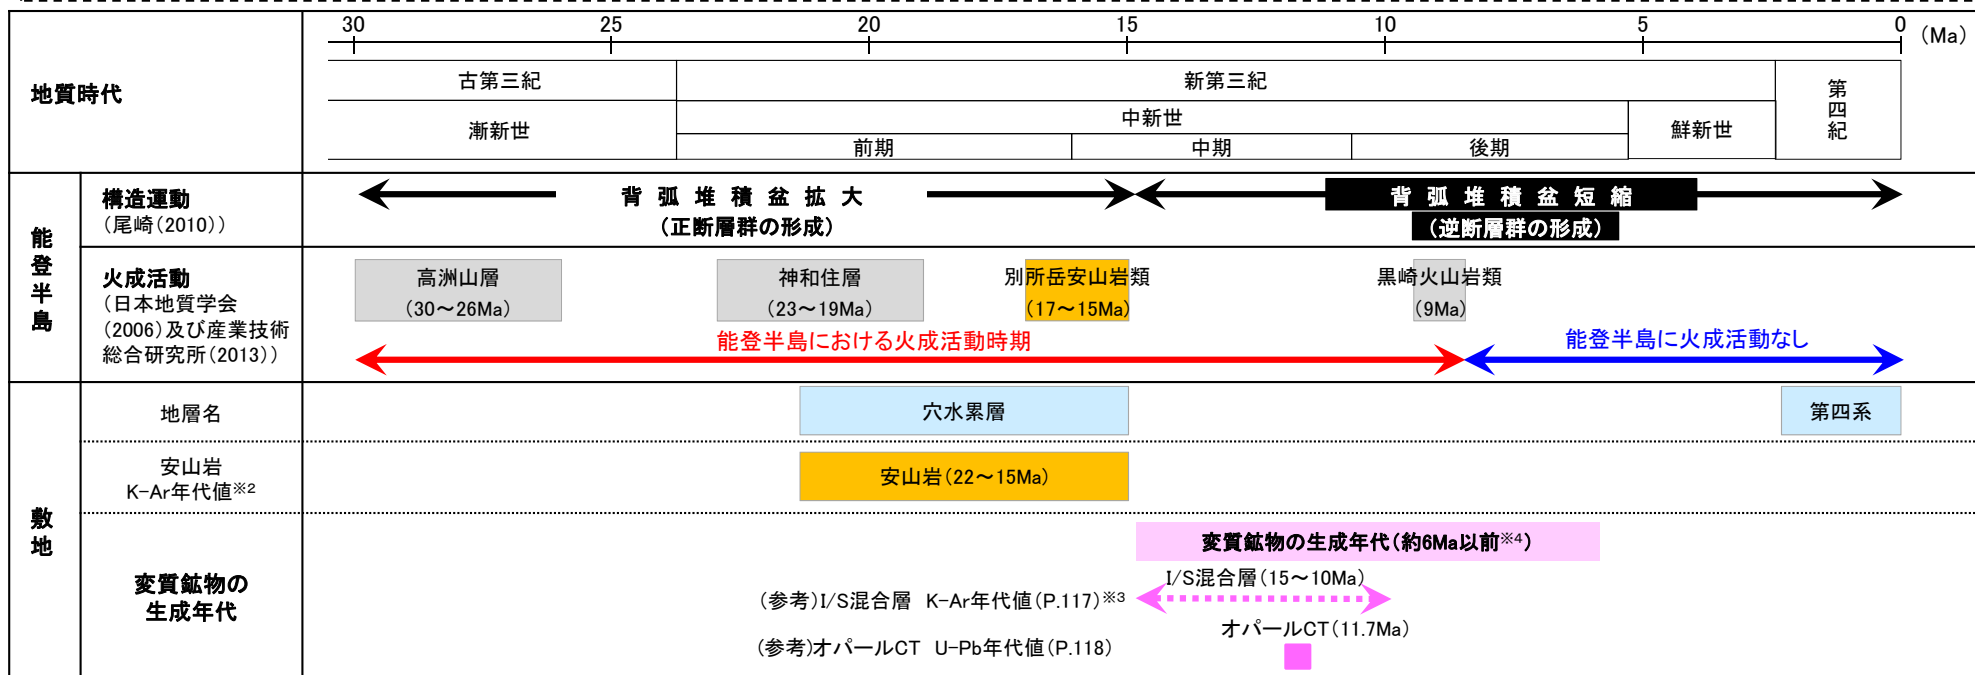 30 25 20 15 10 5 0 (Ma)
地質時代
古第三紀 新第三紀 第四紀
漸新世 中新世 鮮新世
前期 中期 後期
能登半島
構造運動
(尾崎(2010))
背弧堆積盆拡大
(正断層群の形成)
背弧堆積盆短縮
(逆断層群の形成)
火成活動
(日本地質学会
(2006)及び産業技術
総合研究所(2013))
高洲山層
(30～26Ma)
神和住層
(23～19Ma)
別所岳安山岩類
(17～15Ma)
黒崎火山岩類
(9Ma)
能登半島における火成活動時期
能登半島に火成活動なし
敷地
地層名
穴水累層
第四系
安山岩
K-Ar年代値※2
安山岩(22～15Ma)
変質鉱物の
生成年代
変質鉱物の生成年代(約6Ma以前※4)
I/S混合層(15～10Ma)
(参考)I/S混合層 K-Ar年代値(P.117)※3
オパールCT(11.7Ma)
(参考)オパールCT U-Pb年代値(P.118)